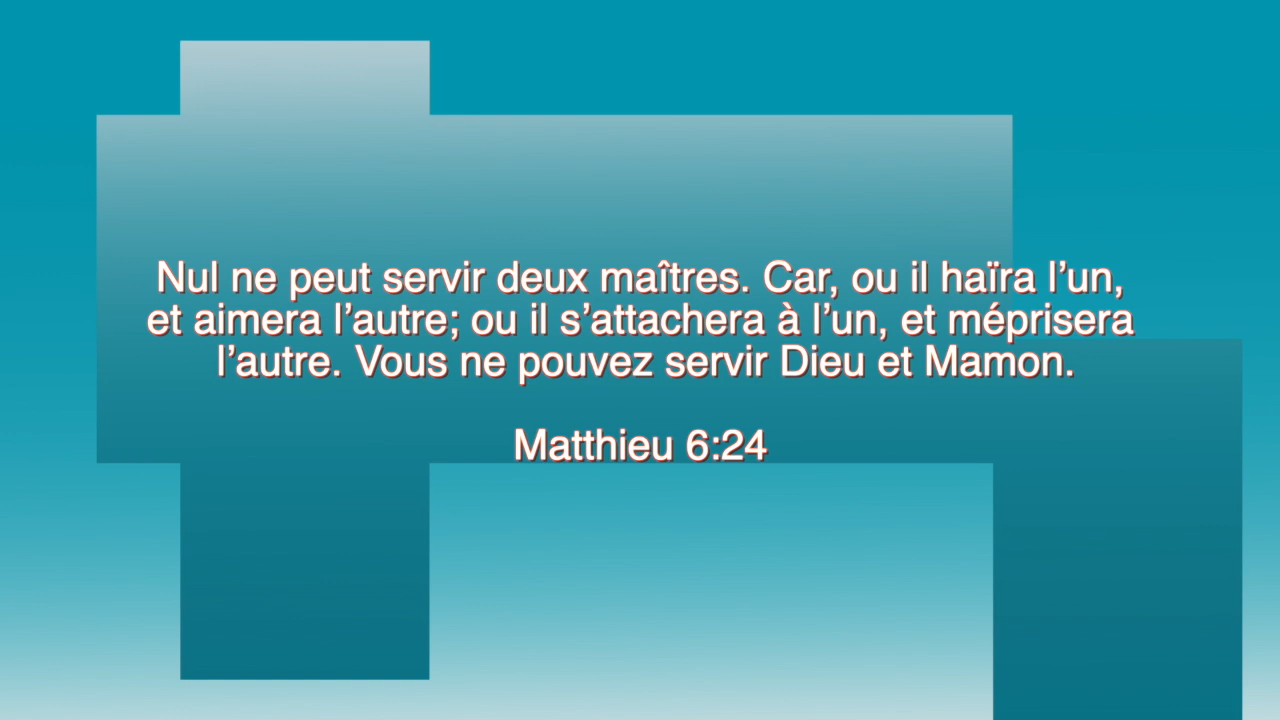 Nul ne peut servir deux maîtres. Car, ou il haïra l’un,
et aimera l’autre; ou il s’attachera à l’un, et méprisera
l’autre. Vous ne pouvez servir Dieu et Mamon.
Matthieu 6:24